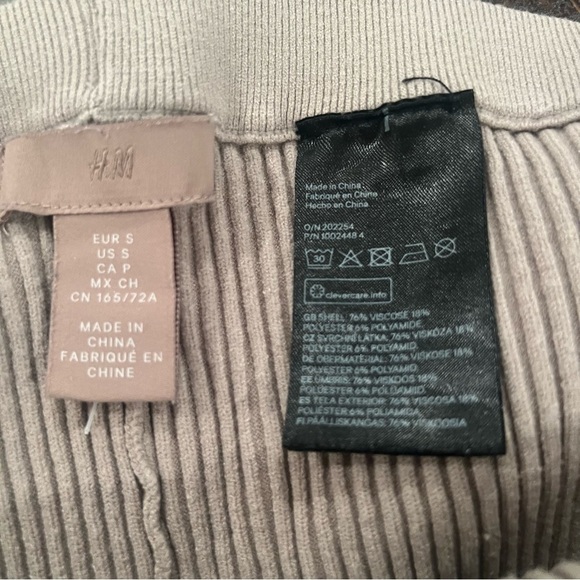 H&M
EUR S
US S
CA P
MX CH
CN 165/72A
MADE IN
CHINA
FABRIQUÉ EN
CHINE
Made in China
Fabriqué en Chine
Hecho en China
O/N 202254
P/N 1002448 4
30
clevercare.info
GB SHELL: 76% VISCOSE 18%
POLYESTER 6% POLYAMIDE
CZ SVRCHNÍ LÁTKA: 76% VISKÓZA 18%
POLYESTER 6% POLYAMID
DE OBERMATERIAL: 76% VISKOSE 18%
POLYESTER 6% POLYAMID
EE ÜMBRIS: 76% VISKOOS 18%
POLÜESTER 6% POLÜAMIID
ES TELA EXTERIOR: 76% VISCOSA 18%
POLIÉSTER 6% POLIAMIDA
FI PÄÄLLISKANGAS: 76% VISKOOSIA